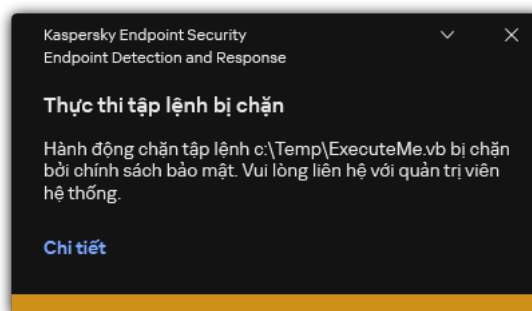 Kaspersky Endpoint Security
Endpoint Detection and Response
Thực thi tập lệnh bị chặn
Hành động chặn tập lệnh c:\Temp\ExecuteMe.vb bị chặn
bởi chính sách bảo mật. Vui lòng liên hệ với quản trị viên
hệ thống.
Chi tiết